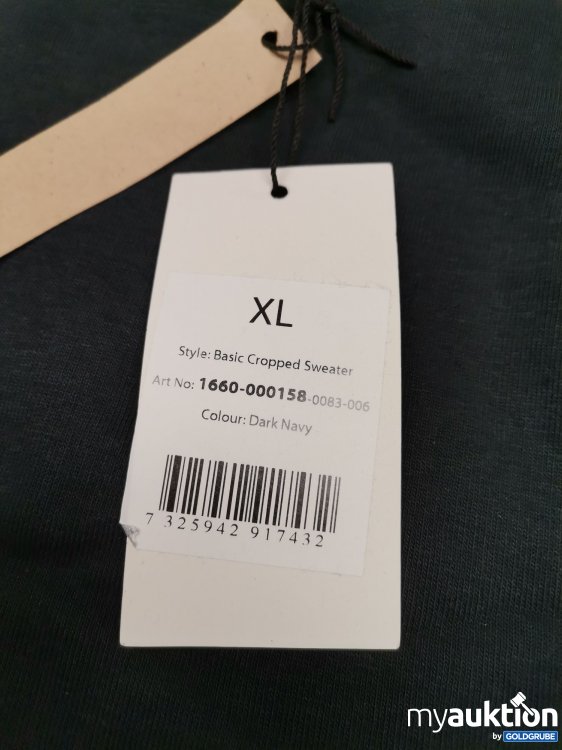 XL
Style: Basic Cropped Sweater
Art No: 1660-000158-0083-006
Colour: Dark Navy
7 325942 917432
myauktion
by GOLDGRUBE